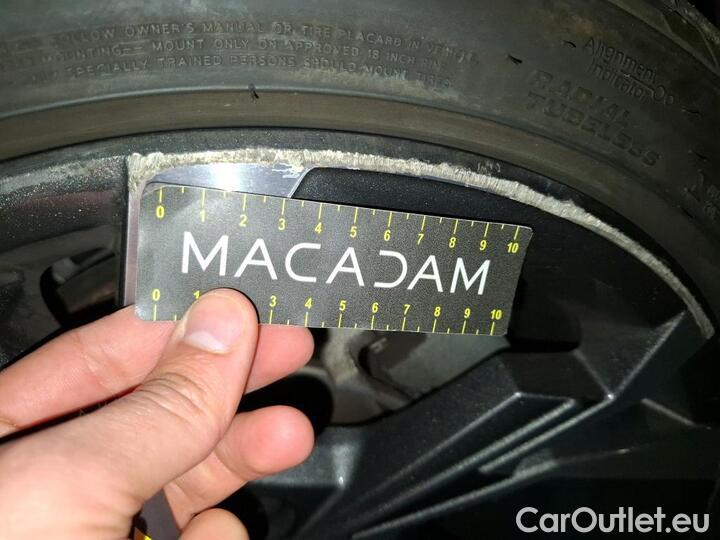 FOLLOW OWNER'S MANUAL OR TIRE PLACARD IN VEHICLE
MOUNTING MOUNT ONLY ON APPROVED 18 INCH RIM
ONLY SPECIALLY TRAINED PERSONS SHOULD MOUNT TIRES
Alignment
Indicator
RADIAL
TUBELESS
0 1 2 3 4 5 6 7 8 9 10
MACADAM
0 1 3 4 5 6 7 8 9 10
CarOutlet.eu